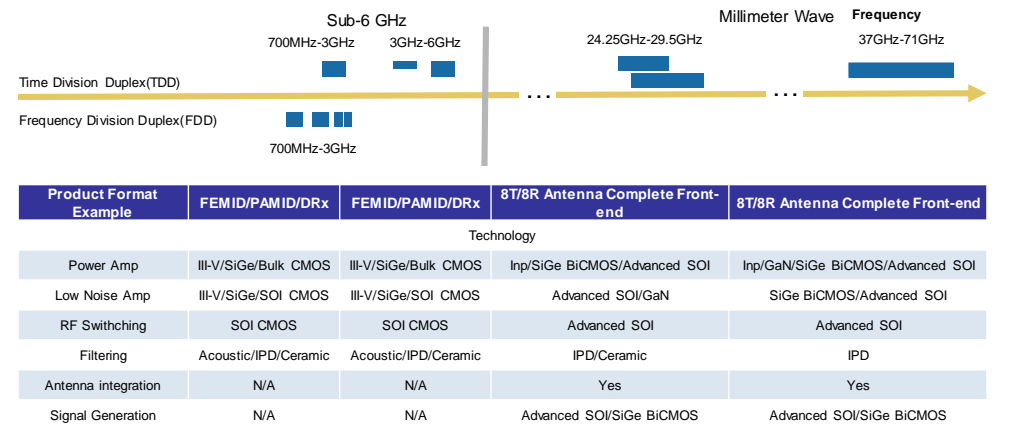 Sub-6 GHz
Millimeter Wave Frequency
700MHz-3GHz 3GHz-6GHz 24.25GHz-29.5GHz 37GHz-71GHz
Time Division Duplex(TDD)
... ...
Frequency Division Duplex(FDD)
700MHz-3GHz
Product Format Example FEMID/PAMID/DRx FEMID/PAMID/DRx 8T/8R Antenna Complete Front-end 8T/8R Antenna Complete Front-end
Technology
Power Amp III-V/SiGe/Bulk CMOS III-V/Sige/Bulk CMOS Inp/SiGe BiCMOS/Advanced SOI Inp/GaN/SiGe BiCMOS/Advanced SOI
Low Noise Amp III-V/SiGe/SOI CMOS III-V/Sige/SOI CMOS Advanced SOI/GaN SiGe BiCMOS/Advanced SOI
RF Swithching SOI CMOS SOI CMOS Advanced SOI Advanced SOI
Filtering Acoustic/IPD/Ceramic Acoustic/IPD/Ceramic IPD/Ceramic IPD
Antenna integration N/A N/A Yes Yes
Signal Generation N/A N/A Advanced SOI/SiGe BiCMOS Advanced SOI/SiGe BiCMOS